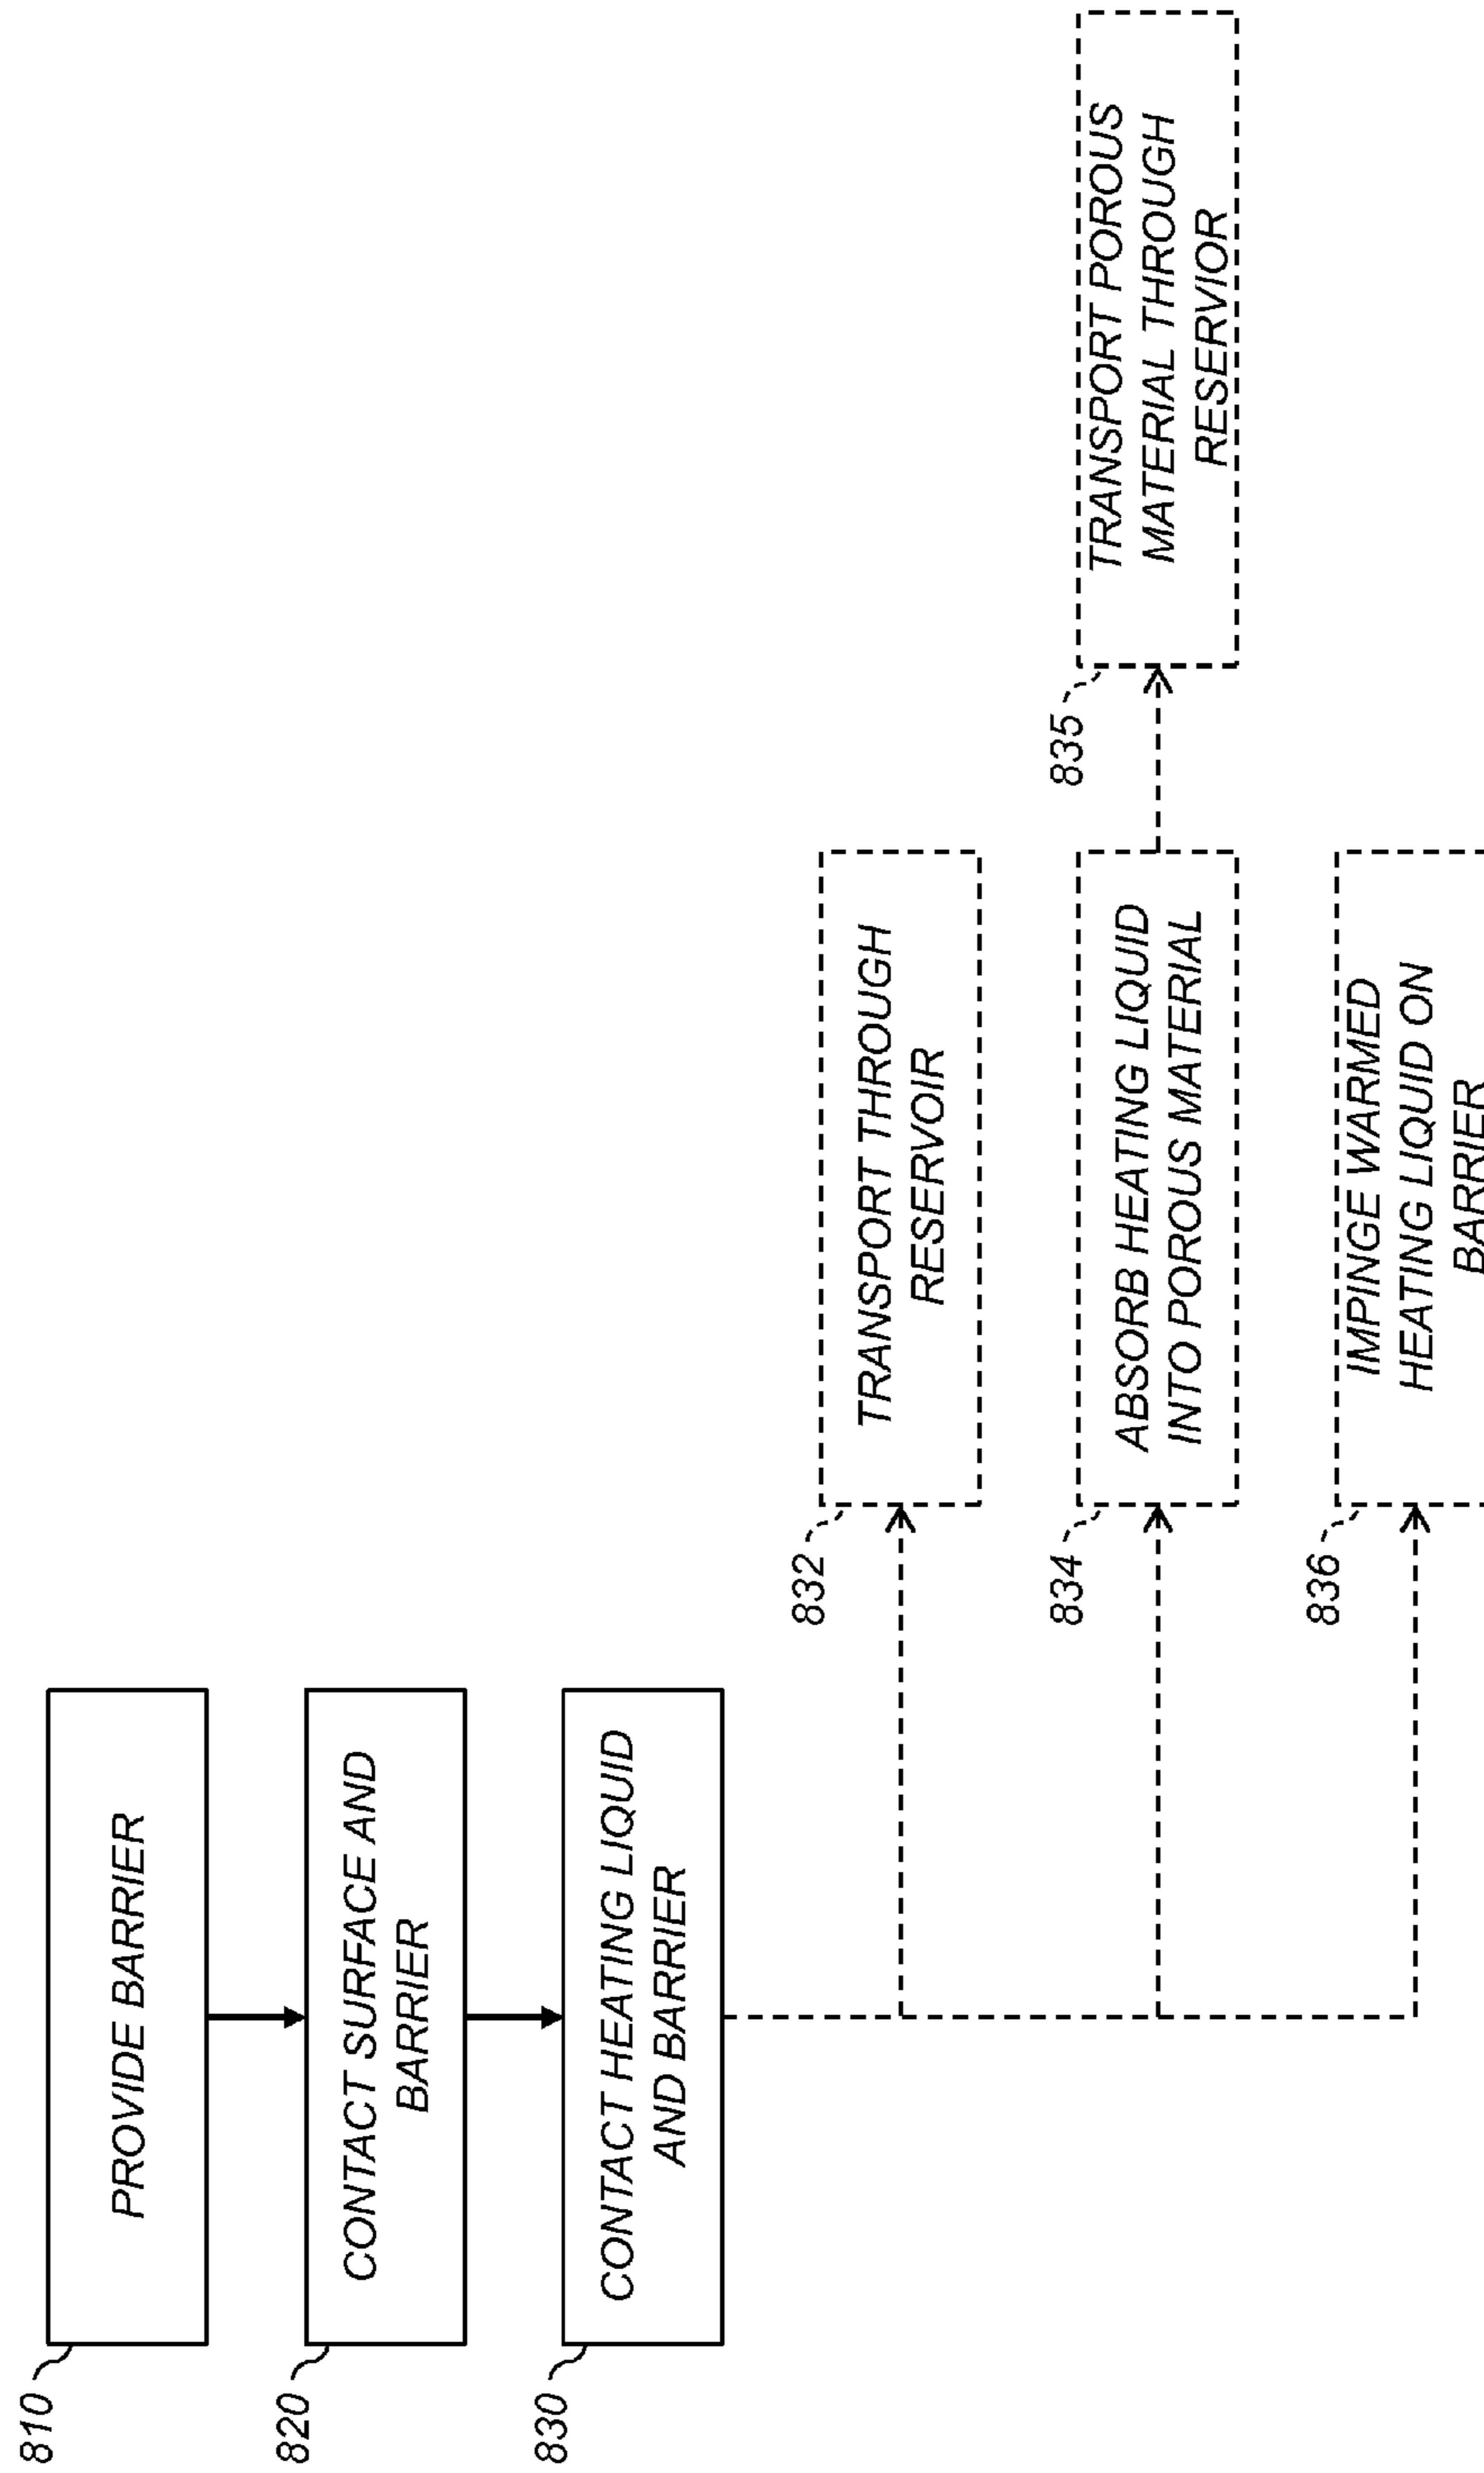 810
PROVIDE BARRIER
820
CONTACT SURFACE AND
BARRIER
830
CONTACT HEATING LIQUID
AND BARRIER
832
TRANSPORT THROUGH
RESERVOIR
834
ABSORB HEATING LIQUID
INTO POROUS MATERIAL
835
TRANSPORT POROUS
MATERIAL THROUGH
RESERVIOR
836
IMPINGE WARMED
HEATING LIQUID ON
BARRIER